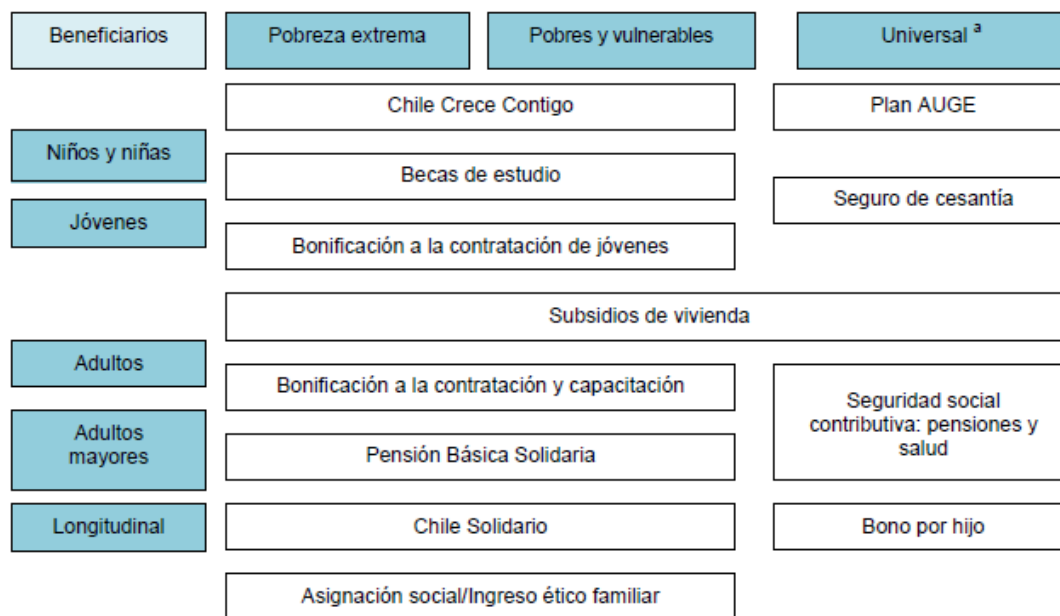 Beneficiarios
Pobreza extrema
Pobres y vulnerables
Universal a
Chile Crece Contigo
Plan AUGE
Niños y niñas
Becas de estudio
Seguro de cesantía
Jóvenes
Bonificación a la contratación de jóvenes
Subsidios de vivienda
Adultos
Bonificación a la contratación y capacitación
Seguridad social
contributiva: pensiones y
salud
Adultos
mayores
Pensión Básica Solidaria
Longitudinal
Chile Solidario
Bono por hijo
Asignación social/Ingreso ético familiar